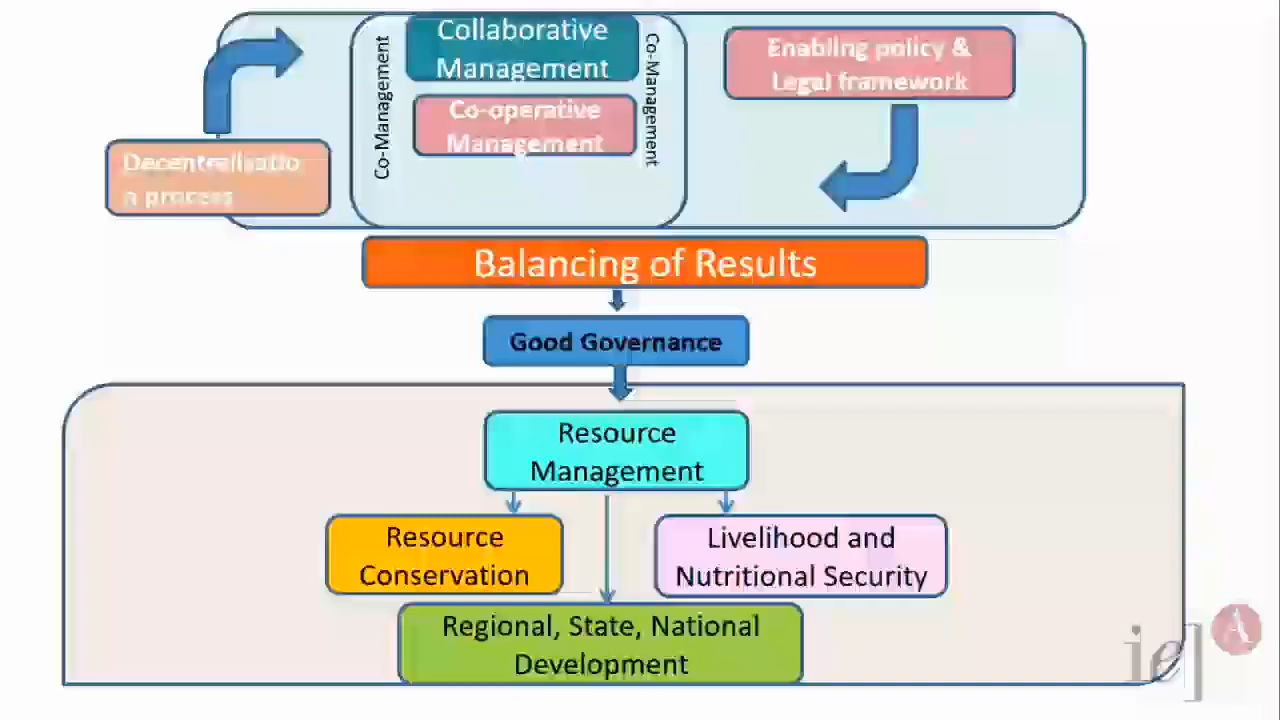 Collaborative
Management
Co-Management
Co-Management
Co-operative
Management
Enabling policy &
Legal framework
Decentralisatio
n process
Balancing of Results
Good Governance
Resource
Management
Resource
Conservation
Livelihood and
Nutritional Security
Regional, State, National
Development
ie]
A